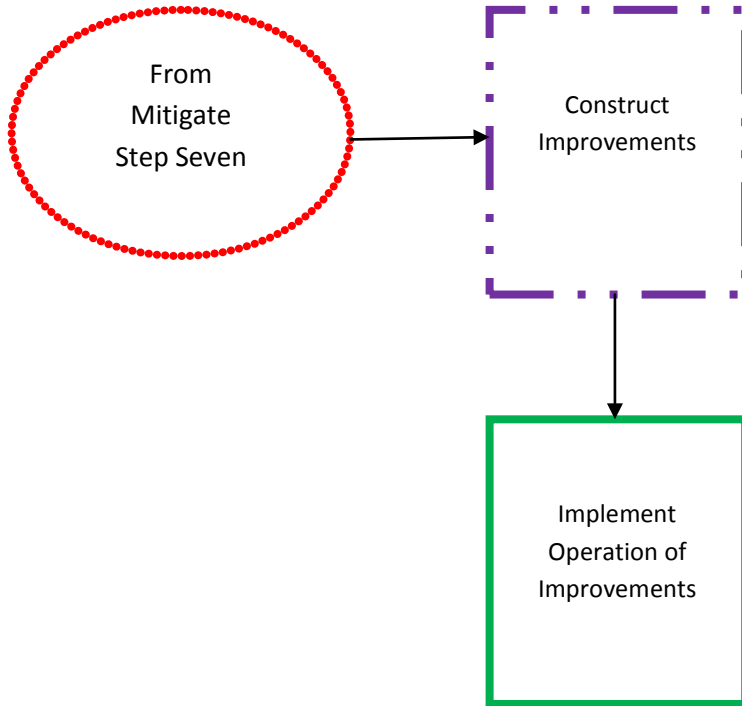 From
Mitigate
Step Seven
Construct
Improvements
Implement
Operation of
Improvements